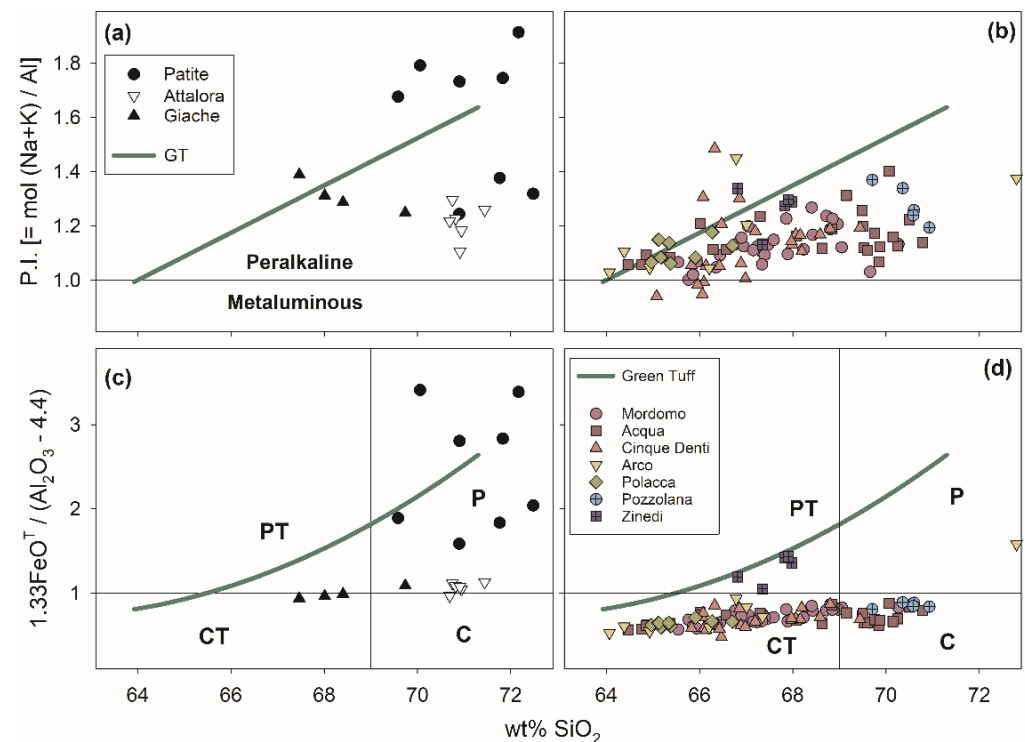 (a)
Patite
Attalora
Giache
GT
Peralkaline
Metaluminous
P.I. [= mol (Na+K) / Al]
1.8
1.6
1.4
1.2
1.0
(b)
(c)
PT
P
CT
C
1.33FeOᵀ / (Al₂O₃ - 4.4)
3
2
1
64 66 68 70 72
(d)
Green Tuff
Mordomo
Acqua
Cinque Denti
Arco
Polacca
Pozzolana
Zinedi
PT
P
CT
C
64 66 68 70 72
wt% SiO₂